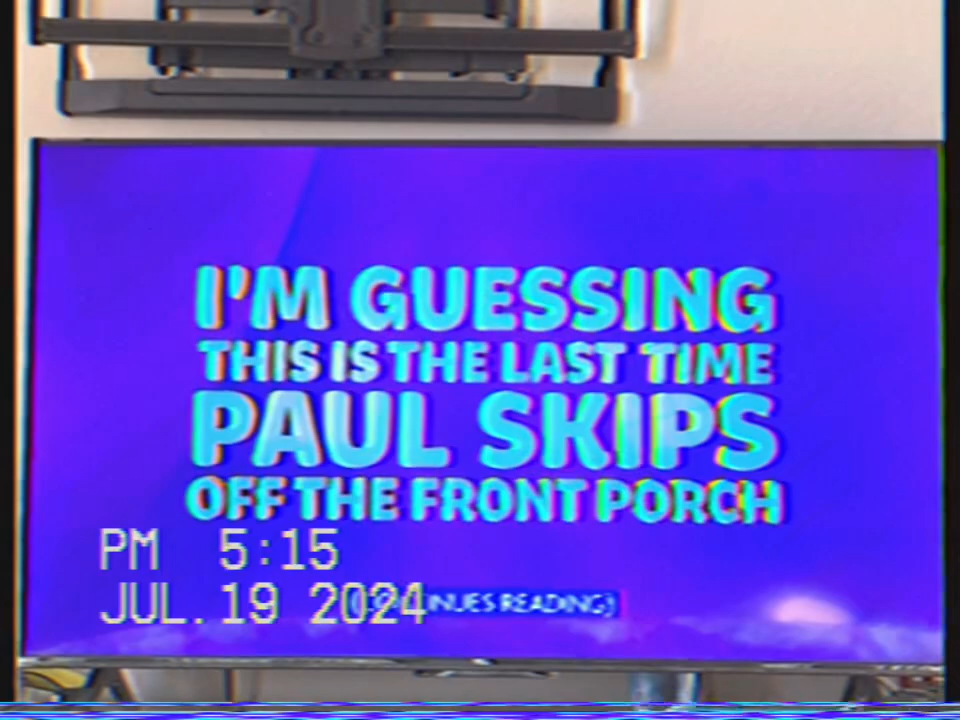 I'M GUESSING
THIS IS THE LAST TIME
PAUL SKIPS
OFF THE FRONT PORCH
PM 5:15
JUL. 19 2024
READING)